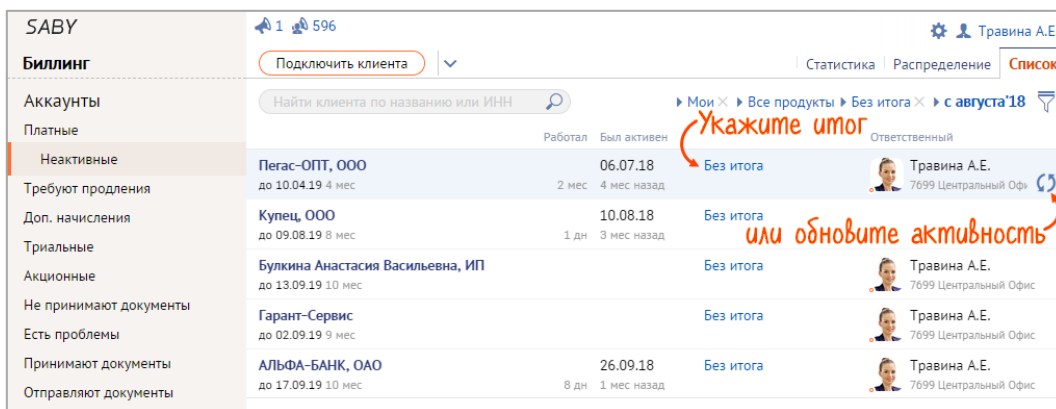 SABY
1 596
Травина А.Е
Биллинг
Подключить клиента
Статистика Распределение Список
Аккаунты
Найти клиента по названию или ИНН
Мои Все продукты Без итога с августа'18
Укажите итог
Платные
Работал Был активен Ответственный
Неактивные
Пегас-ОПТ, ООО 06.07.18 Без итога Травина А.Е.
до 10.04.19 4 мес 2 мес 4 мес назад 7699 Центральный Офи
Требуют продления
Доп. начисления
Купец, ООО 10.08.18 Без итога
до 09.08.19 8 мес 1 дн 3 мес назад
или обновите активность
Триальные
Булкина Анастасия Васильевна, ИП Без итога Травина А.Е.
до 13.09.19 10 мес 7699 Центральный Офис
Акционные
Не принимают документы
Гарант-Сервис Без итога Травина А.Е.
до 02.09.19 9 мес 7699 Центральный Офис
Есть проблемы
Принимают документы
АЛЬФА-БАНК, ОАО 26.09.18 Без итога Травина А.Е.
до 17.09.19 10 мес 8 дн 1 мес назад 7699 Центральный Офис
Отправляют документы